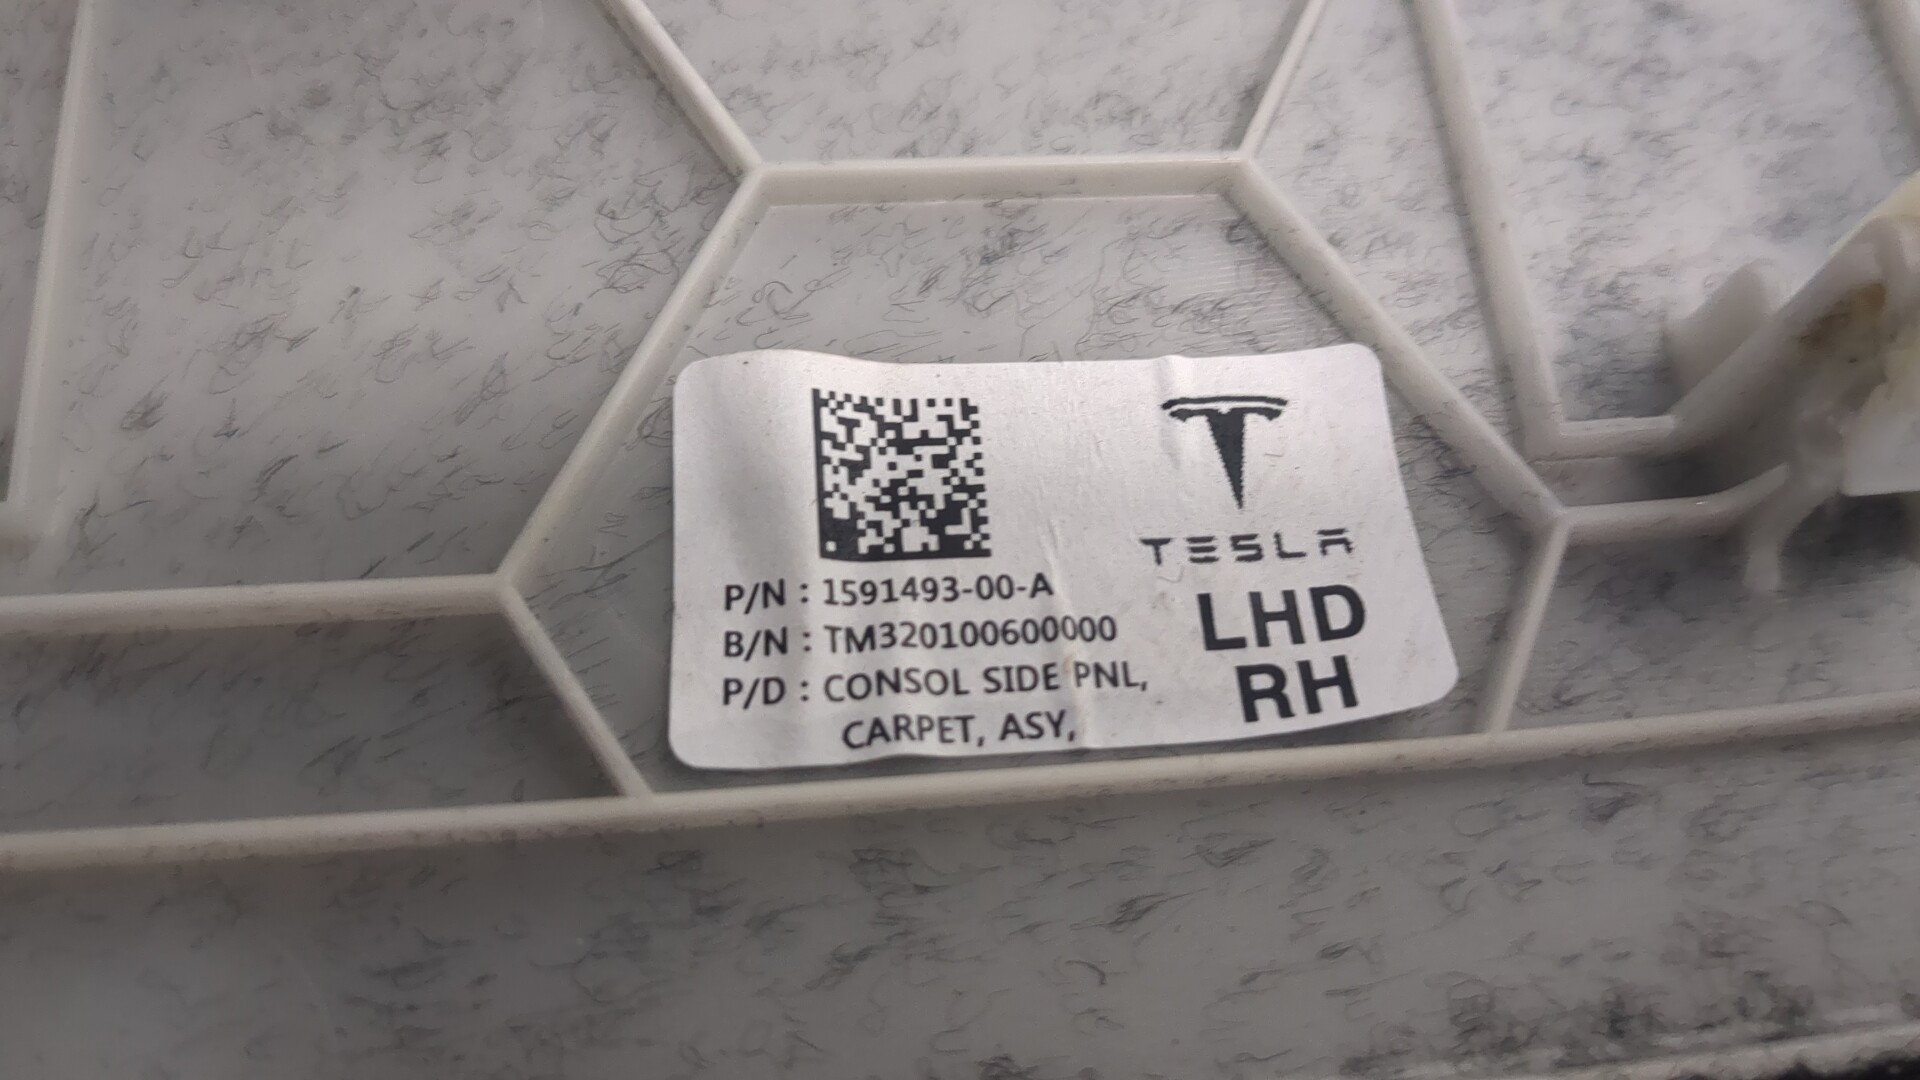 TESLA
P/N : 1591493-00-A
B/N : TM320100600000
P/D : CONSOL SIDE PNL,
CARPET, ASY,
LHD
RH